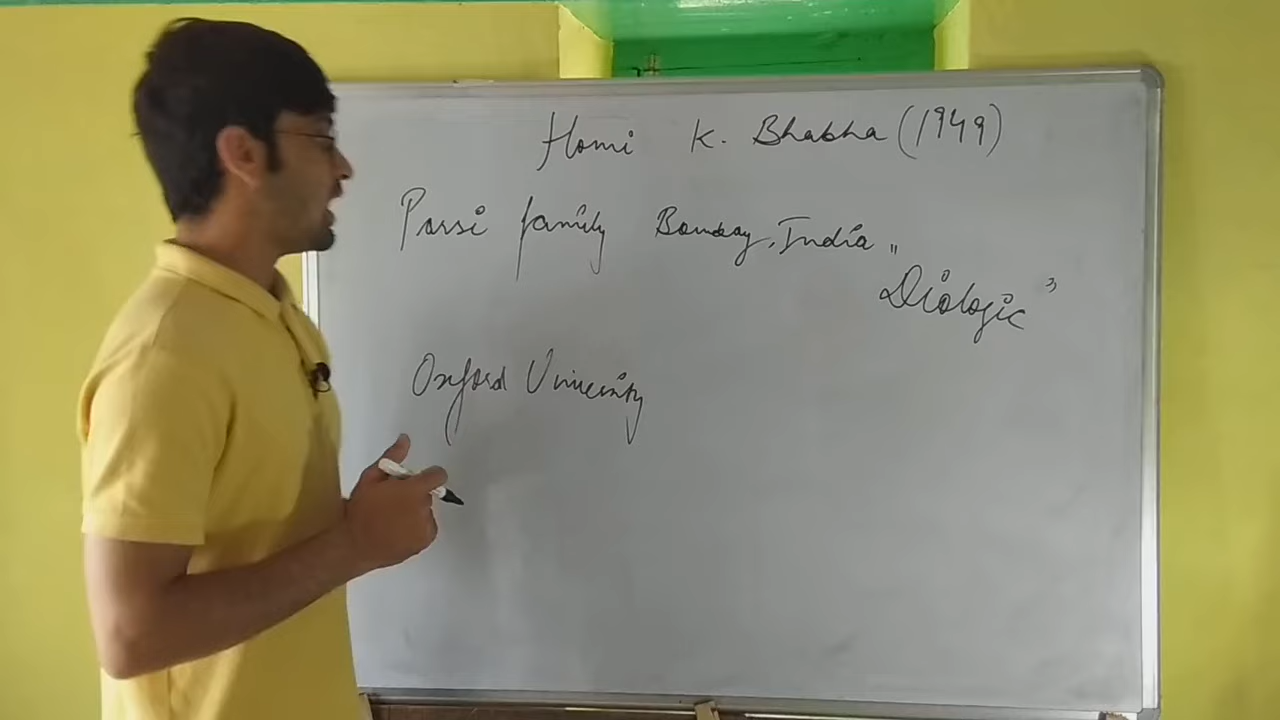 Homi K. Bhabha (1949)
Parsi family Bombay, India "
Dialogic "
Oxford University